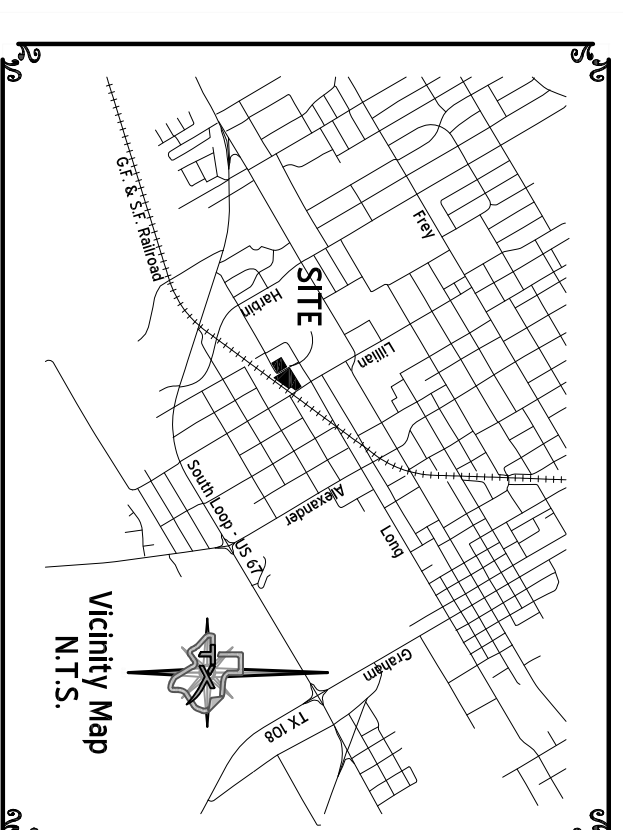 Frey
G.F. & S.F. Railroad
SITE
Harbin
Lillian
South Loop - US 67
Alexander
Long
Graham
TX 108
TX
Vicinity Map
N.T.S.